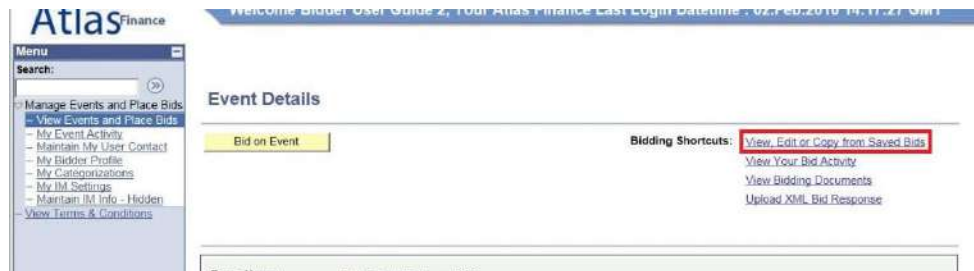 Atlas Finance
Welcome Bidder User Guide 2, Your Atlas Finance Last Login Datetime : 02.Feb.2010 14.17.27 GMT
Menu
Search:
Manage Events and Place Bids
– View Events and Place Bids
– My Event Activity
– Maintain My User Contact
– My Bidder Profile
– My Categorizations
– My IM Settings
– Maintain IM Info - Hidden
– View Terms & Conditions
Event Details
Bid on Event
Bidding Shortcuts: View, Edit or Copy from Saved Bids
View Your Bid Activity
View Bidding Documents
Upload XML Bid Response